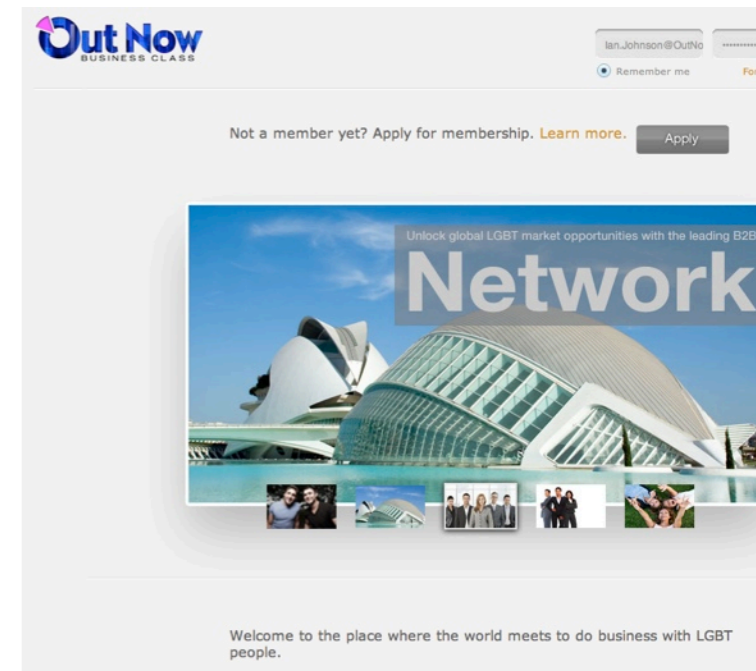 Out Now
BUSINESS CLASS
Ian.Johnson@OutNo
Remember me
Fo
Not a member yet? Apply for membership. Learn more.
Apply
Unlock global LGBT market opportunities with the leading B2B
Network
Welcome to the place where the world meets to do business with LGBT
people.